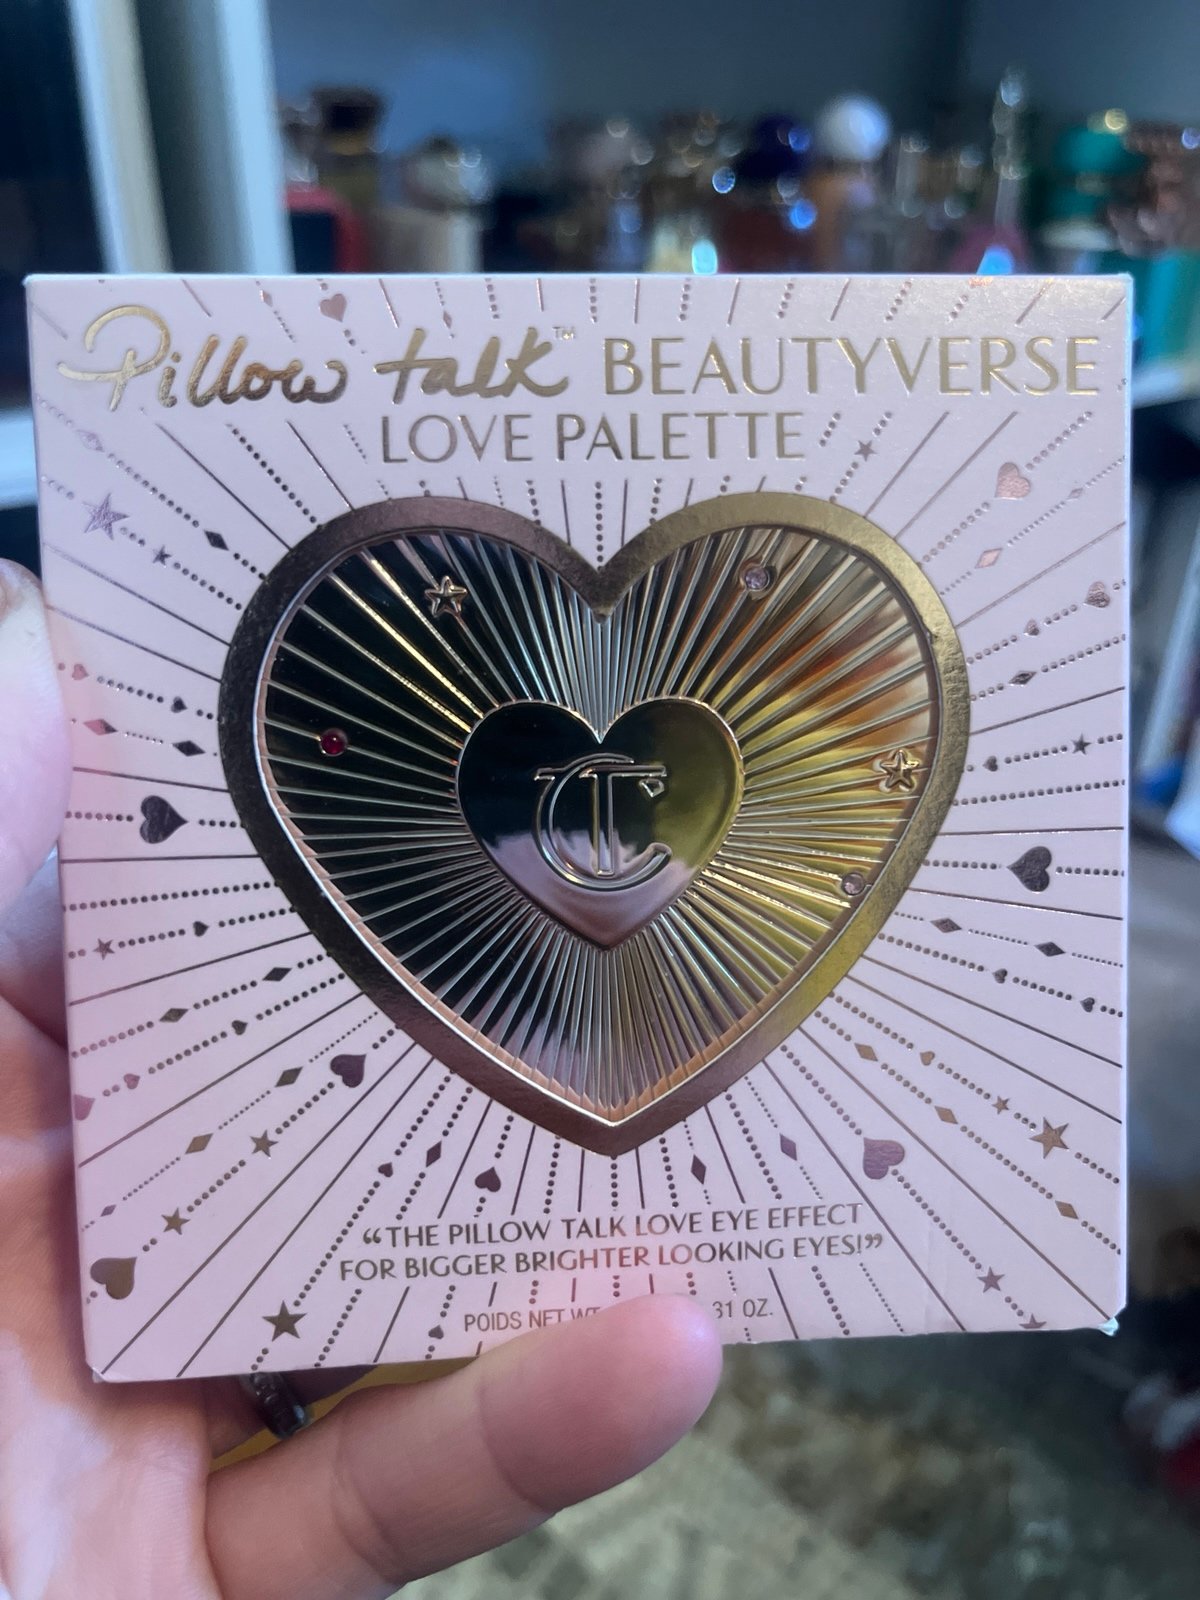 Pillow talk™ BEAUTYVERSE
LOVE PALETTE
CT
“THE PILLOW TALK LOVE EYE EFFECT
FOR BIGGER BRIGHTER LOOKING EYES!”
POIDS NET WT 31 OZ.